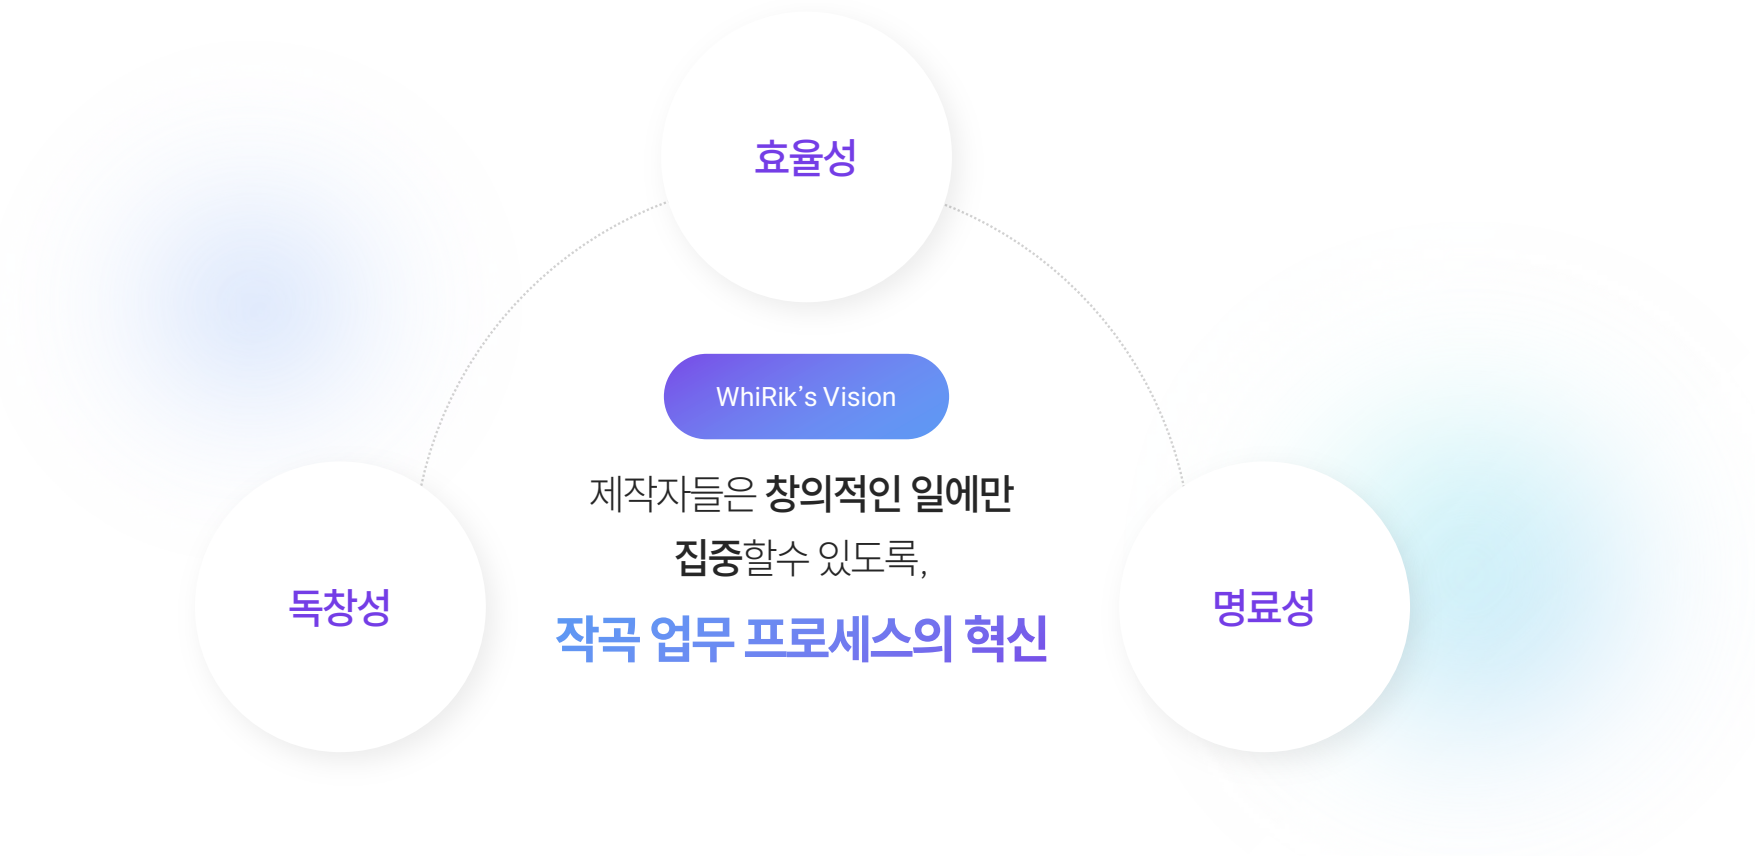 효율성
WhiRik’s Vision
제작자들은 창의적인 일에만
집중할수 있도록,
작곡 업무 프로세스의 혁신
독창성
명료성